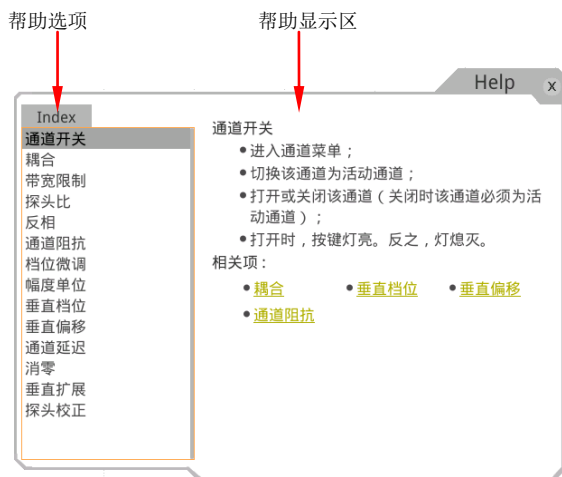 帮助选项
帮助显示区
Help
x
Index
通道开关
耦合
带宽限制
探头比
反相
通道阻抗
档位微调
幅度单位
垂直档位
垂直偏移
通道延迟
消零
垂直扩展
探头校正
通道开关
●进入通道菜单；
●切换该通道为活动通道；
●打开或关闭该通道（关闭时该通道必须为活
动通道）；
●打开时，按键灯亮。反之，灯熄灭。
相关项：
●耦合 ●垂直档位 ●垂直偏移
●通道阻抗